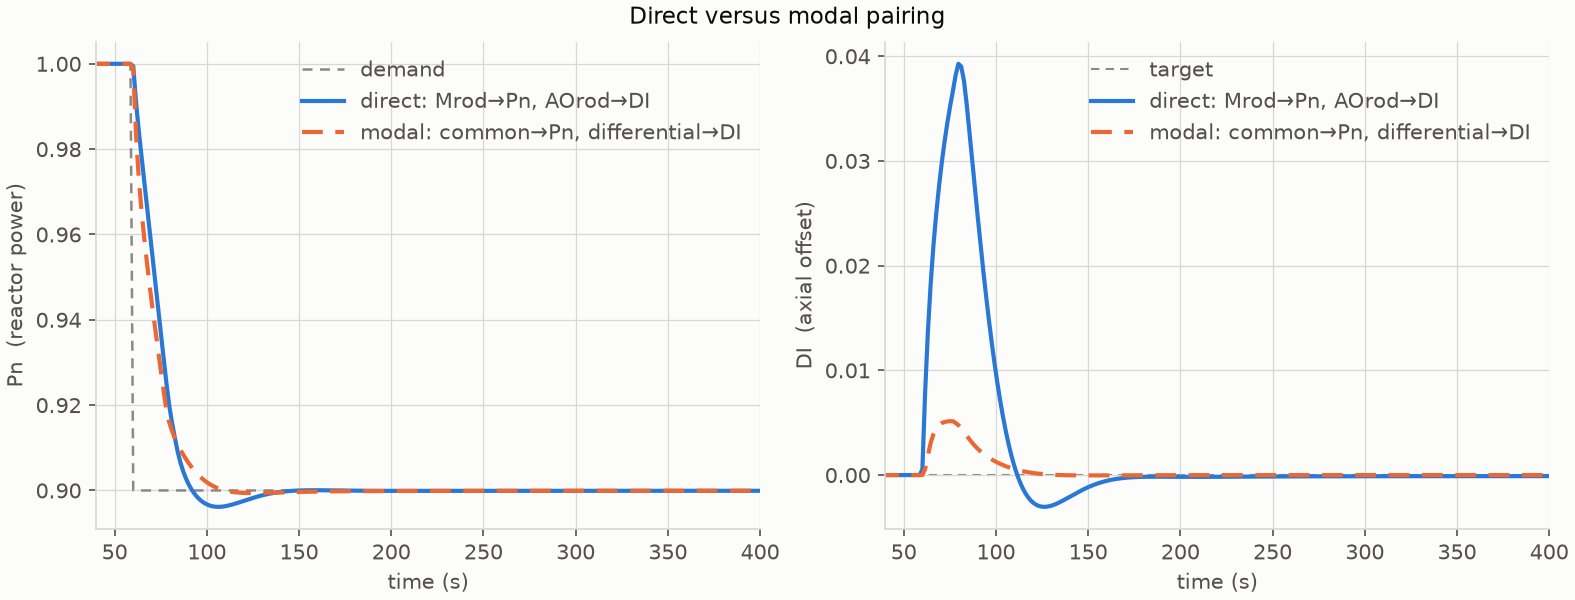 Direct versus modal pairing
Pn (reactor power)
1.00
0.98
0.96
0.94
0.92
0.90
demand
direct: Mrod→Pn, AOrod→DI
modal: common→Pn, differential→DI
50 100 150 200 250 300 350 400
time (s)
DI (axial offset)
0.04
0.03
0.02
0.01
0.00
target
direct: Mrod→Pn, AOrod→DI
modal: common→Pn, differential→DI
50 100 150 200 250 300 350 400
time (s)